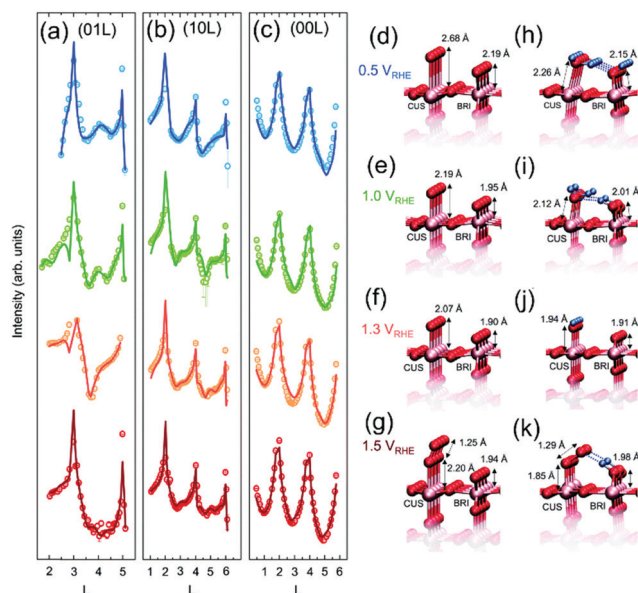 (a) (01L)
(b) (10L)
(c) (00L)
Intensity (arb. units)
2 3 4 5
1 2 3 4 5 6
1 2 3 4 5 6
L
L
L
0.5 VRHE
1.0 VRHE
1.3 VRHE
1.5 VRHE
(d)
2.68 Å
2.19 Å
CUS
BRI
(h)
2.26 Å
2.15 Å
CUS
BRI
(e)
2.19 Å
1.95 Å
CUS
BRI
(i)
2.12 Å
2.01 Å
CUS
BRI
(f)
2.07 Å
1.90 Å
CUS
BRI
(j)
1.94 Å
1.91 Å
CUS
BRI
(g)
1.25 Å
2.20 Å
1.94 Å
CUS
BRI
(k)
1.29 Å
1.85 Å
1.98 Å
CUS
BRI